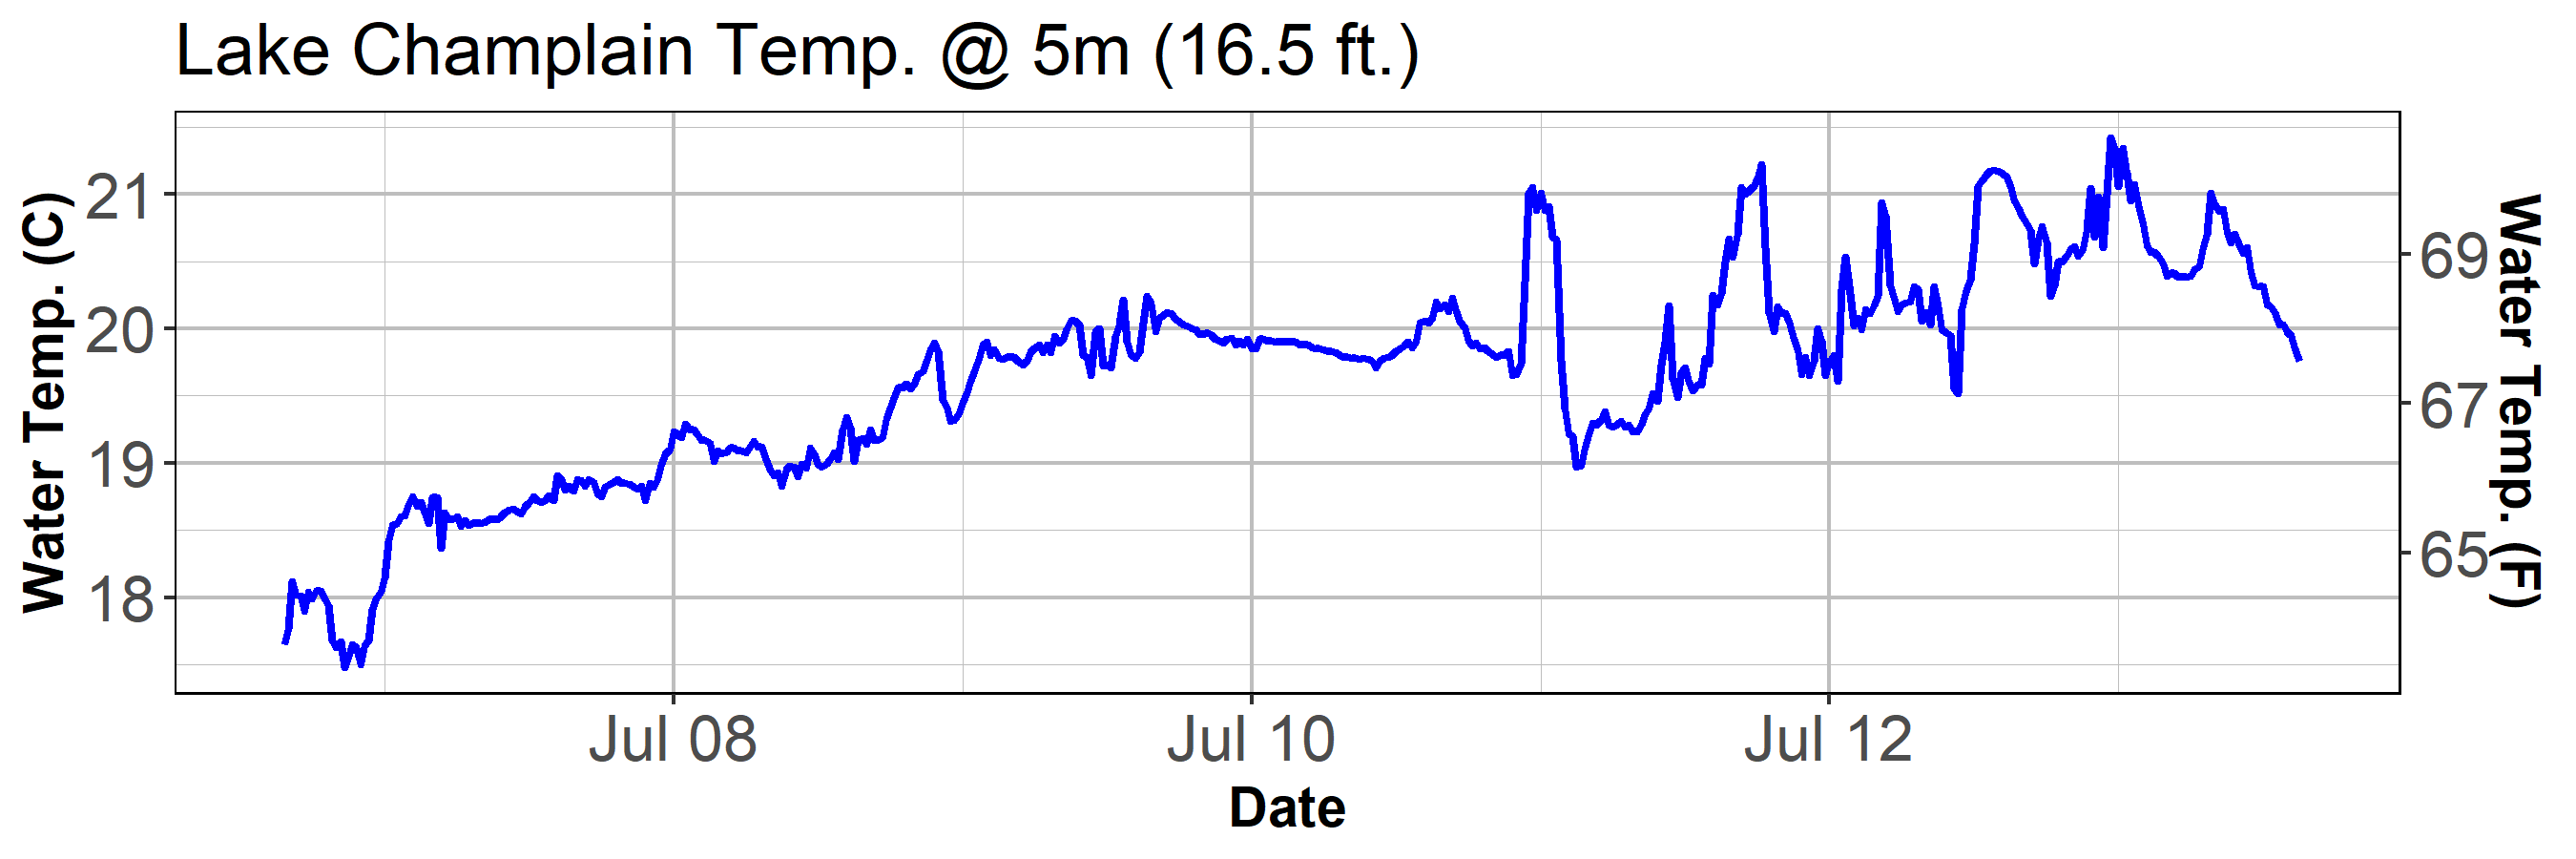 Lake Champlain Temp. @ 5m (16.5 ft.)
Water Temp. (C)
21
20
19
18
69
67
65
Water Temp. (F)
Jul 08 Jul 10 Jul 12
Date